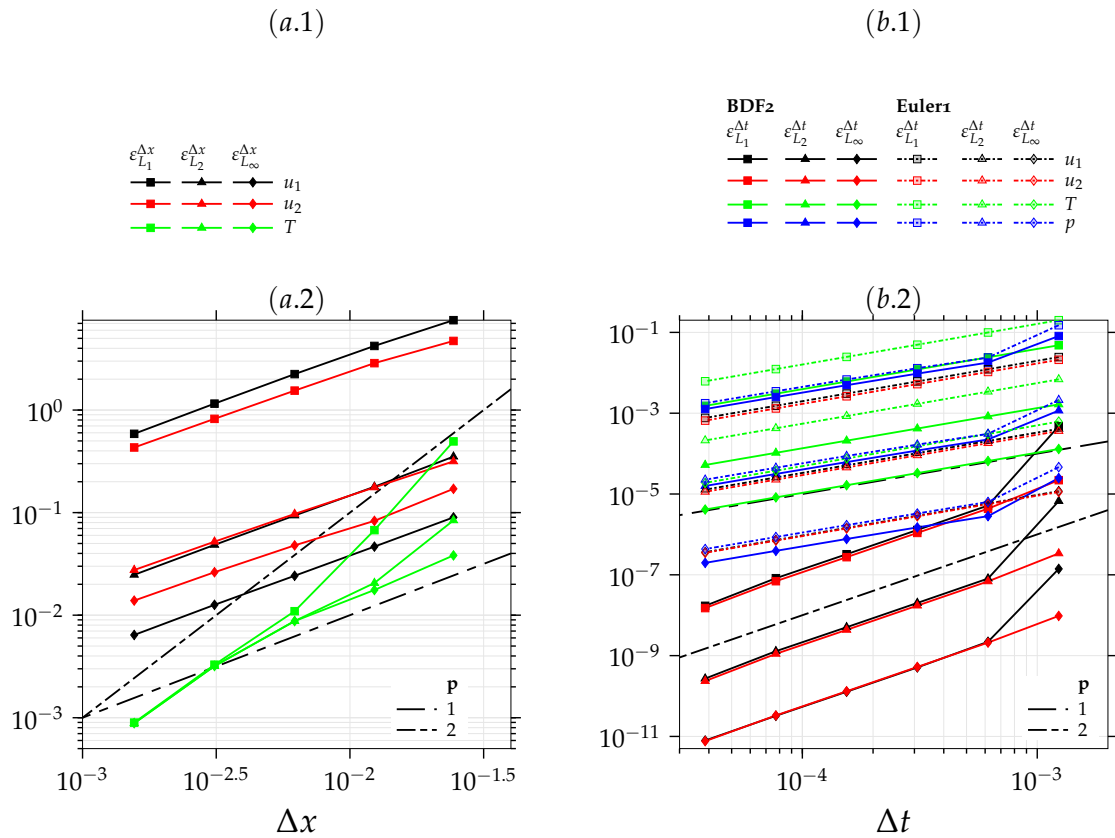 (a.1) (b.1)
BDF2 Euler1
ε^{Δx}_{L_1} ε^{Δx}_{L_2} ε^{Δx}_{L_∞}
u_1
u_2
T
ε^{Δt}_{L_1} ε^{Δt}_{L_2} ε^{Δt}_{L_∞} ε^{Δt}_{L_1} ε^{Δt}_{L_2} ε^{Δt}_{L_∞}
u_1
u_2
T
p
(a.2)
10^0
10^{−1}
10^{−2}
10^{−3}
p
1
2
10^{−3} 10^{−2.5} 10^{−2} 10^{−1.5}
Δx
(b.2)
10^{−1}
10^{−3}
10^{−5}
10^{−7}
10^{−9}
10^{−11}
p
1
2
10^{−4} 10^{−3}
Δt